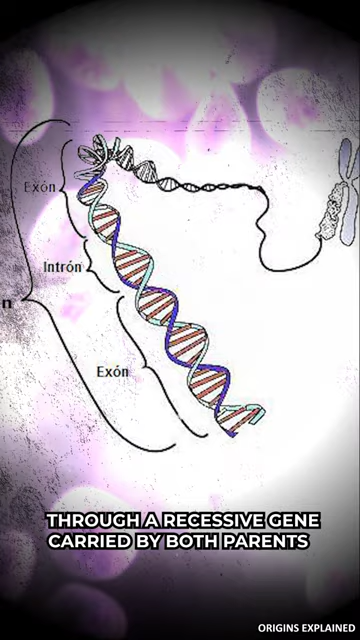 Exón
Intrón
n
Exón
THROUGH A RECESSIVE GENE
CARRIED BY BOTH PARENTS
ORIGINS EXPLAINED